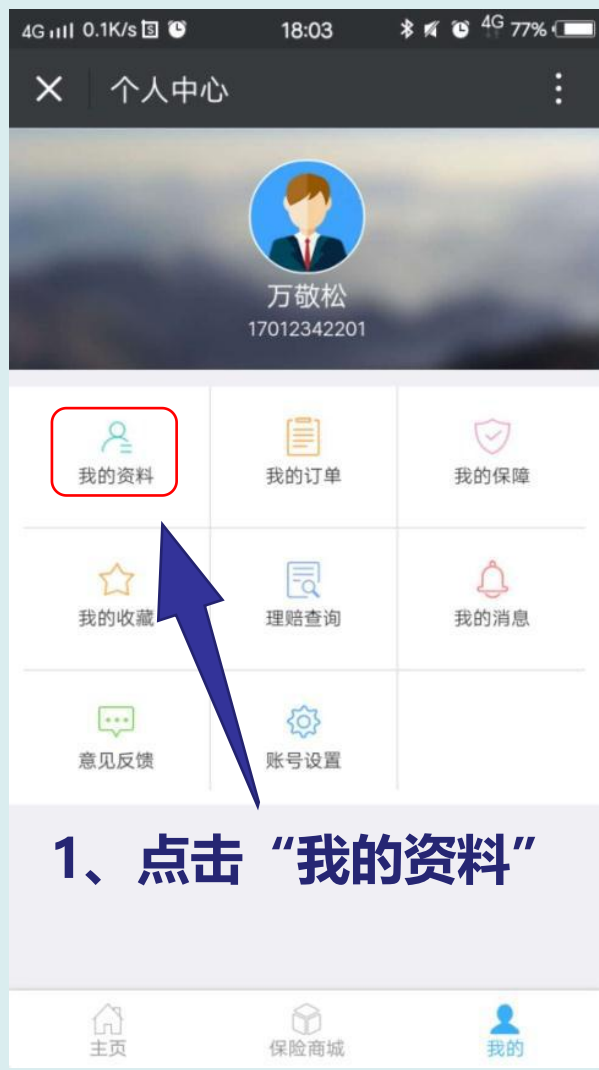 4G 0.1K/s 18:03 4G 77%
个人中心
万敬松
17012342201
我的资料 我的订单 我的保障
我的收藏 理赔查询 我的消息
意见反馈 账号设置
1、点击“我的资料”
主页 保险商城 我的